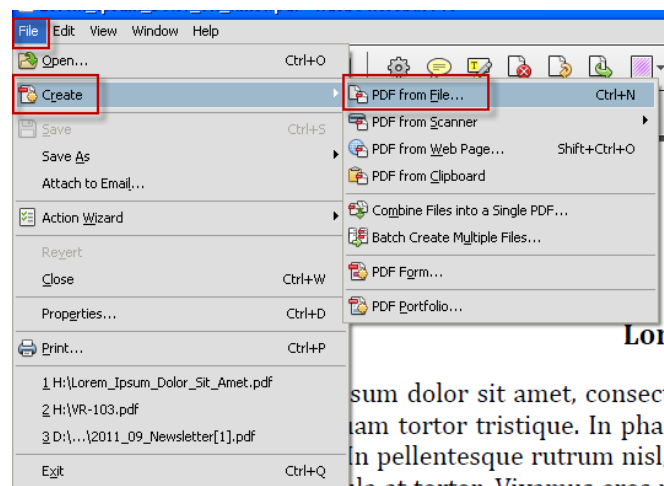 File Edit View Window Help
Open... Ctrl+O
Create
Save Ctrl+S
Save As
Attach to Email...
Action Wizard
Revert
Close Ctrl+W
Properties... Ctrl+D
Print... Ctrl+P
1 H:\Lorem_Ipsum_Dolor_Sit_Amet.pdf
2 H:\VR-103.pdf
3 D:\...\2011_09_Newsletter[1].pdf
Exit Ctrl+Q
PDF from File... Ctrl+N
PDF from Scanner
PDF from Web Page... Shift+Ctrl+O
PDF from Clipboard
Combine Files into a Single PDF...
Batch Create Multiple Files...
PDF Form...
PDF Portfolio...
Lor
sum dolor sit amet, consect
iam tortor tristique. In pha
In pellentesque rutrum nisl,